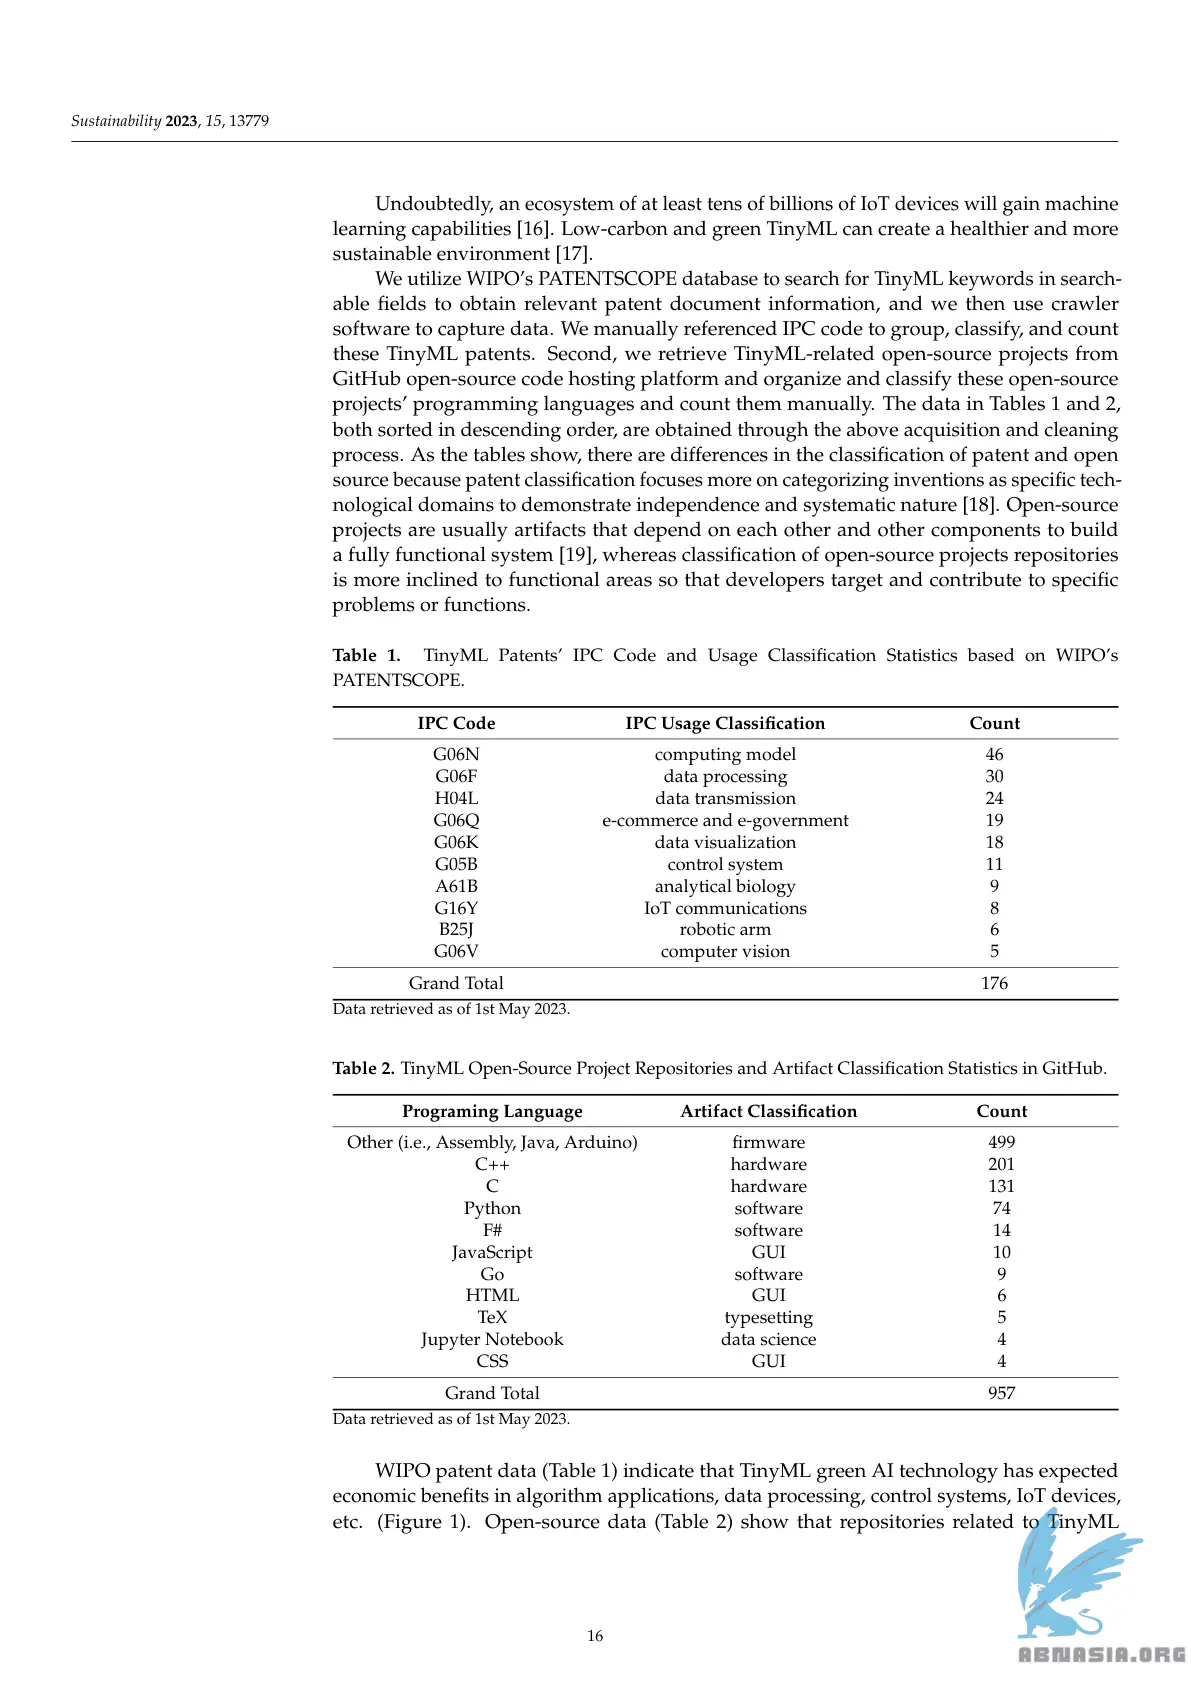 Sustainability 2023, 15, 13779
Undoubtedly, an ecosystem of at least tens of billions of IoT devices will gain machine
learning capabilities [16]. Low-carbon and green TinyML can create a healthier and more
sustainable environment [17].
We utilize WIPO's PATENTSCOPE database to search for TinyML keywords in search-
able fields to obtain relevant patent document information, and we then use crawler
software to capture data. We manually referenced IPC code to group, classify, and count
these TinyML patents. Second, we retrieve TinyML-related open-source projects from
GitHub open-source code hosting platform and organize and classify these open-source
projects' programming languages and count them manually. The data in Tables 1 and 2,
both sorted in descending order, are obtained through the above acquisition and cleaning
process. As the tables show, there are differences in the classification of patent and open
source because patent classification focuses more on categorizing inventions as specific tech-
nological domains to demonstrate independence and systematic nature [18]. Open-source
projects are usually artifacts that depend on each other and other components to build
a fully functional system [19], whereas classification of open-source projects repositories
is more inclined to functional areas so that developers target and contribute to specific
problems or functions.
Table 1. TinyML Patents' IPC Code and Usage Classification Statistics based on WIPO's
PATENTSCOPE.
IPC Code IPC Usage Classification Count
G06N computing model 46
G06F data processing 30
H04L data transmission 24
G06Q e-commerce and e-government 19
G06K data visualization 18
G05B control system 11
A61B analytical biology 9
G16Y IoT communications 8
B25J robotic arm 6
G06V computer vision 5
Grand Total 176
Data retrieved as of 1st May 2023.
Table 2. TinyML Open-Source Project Repositories and Artifact Classification Statistics in GitHub.
Programing Language Artifact Classification Count
Other (i.e., Assembly, Java, Arduino) firmware 499
C++ hardware 201
C hardware 131
Python software 74
F# software 14
JavaScript GUI 10
Go software 9
HTML GUI 6
TeX typesetting 5
Jupyter Notebook data science 4
CSS GUI 4
Grand Total 957
Data retrieved as of 1st May 2023.
WIPO patent data (Table 1) indicate that TinyML green AI technology has expected
economic benefits in algorithm applications, data processing, control systems, IoT devices,
etc. (Figure 1). Open-source data (Table 2) show that repositories related to TinyML
16
ABNASIA.ORG